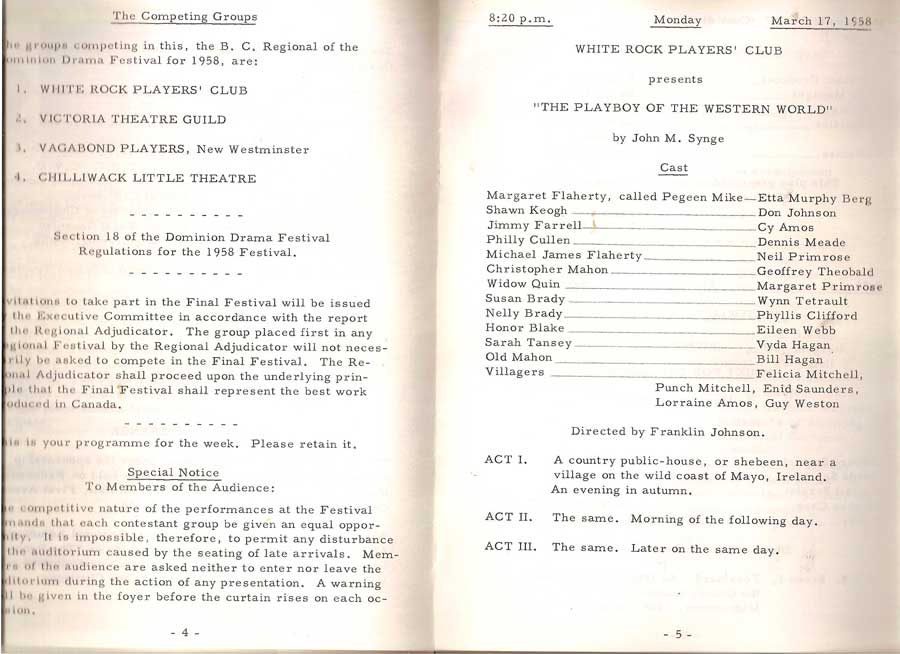 The Competing Groups
he groups competing in this, the B. C. Regional of the
ominion Drama Festival for 1958, are:
1. WHITE ROCK PLAYERS' CLUB
2. VICTORIA THEATRE GUILD
3. VAGABOND PLAYERS, New Westminster
4. CHILLIWACK LITTLE THEATRE
- - - - - - - - - -
Section 18 of the Dominion Drama Festival
Regulations for the 1958 Festival.
- - - - - - - - - -
vitations to take part in the Final Festival will be issued
the Executive Committee in accordance with the report
the Regional Adjudicator. The group placed first in any
egional Festival by the Regional Adjudicator will not neces-
rily be asked to compete in the Final Festival. The Re-
onal Adjudicator shall proceed upon the underlying prin-
ple that the Final Festival shall represent the best work
oduced in Canada.
- - - - - - - - - -
his is your programme for the week. Please retain it.
Special Notice
To Members of the Audience:
e competitive nature of the performances at the Festival
mands that each contestant group be given an equal oppor-
nity. It is impossible, therefore, to permit any disturbance
the auditorium caused by the seating of late arrivals. Mem-
rs of the audience are asked neither to enter nor leave the
ditorium during the action of any presentation. A warning
ll be given in the foyer before the curtain rises on each oc-
sion.
- 4 -
8:20 p.m. Monday March 17, 1958
WHITE ROCK PLAYERS' CLUB
presents
"THE PLAYBOY OF THE WESTERN WORLD"
by John M. Synge
Cast
Margaret Flaherty, called Pegeen Mike Etta Murphy Berg
Shawn Keogh Don Johnson
Jimmy Farrell Cy Amos
Philly Cullen Dennis Meade
Michael James Flaherty Neil Primrose
Christopher Mahon Geoffrey Theobald
Widow Quin Margaret Primrose
Susan Brady Wynn Tetrault
Nelly Brady Phyllis Clifford
Honor Blake Eileen Webb
Sarah Tansey Vyda Hagan
Old Mahon Bill Hagan
Villagers Felicia Mitchell,
Punch Mitchell, Enid Saunders,
Lorraine Amos, Guy Weston
Directed by Franklin Johnson.
ACT I. A country public-house, or shebeen, near a
village on the wild coast of Mayo, Ireland.
An evening in autumn.
ACT II. The same. Morning of the following day.
ACT III. The same. Later on the same day.
- 5 -